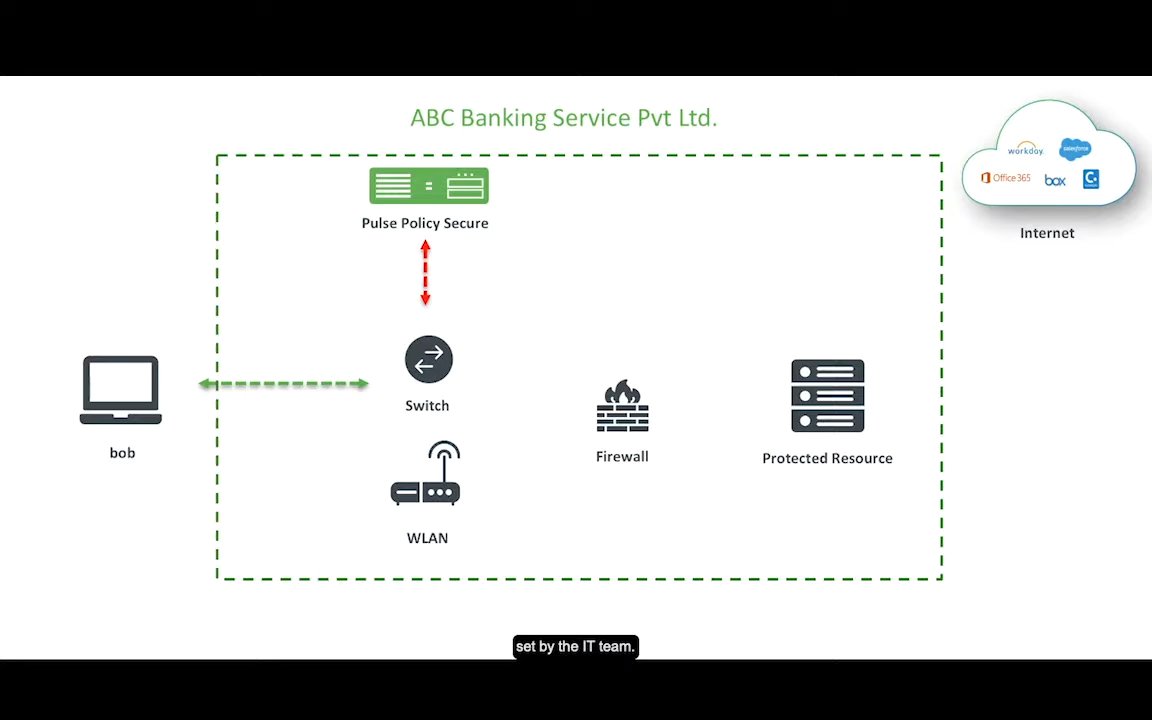 ABC Banking Service Pvt Ltd.
workday.
salesforce
Office 365
box
Pulse Policy Secure
Internet
Switch
bob
Firewall
Protected Resource
WLAN
set by the IT team.